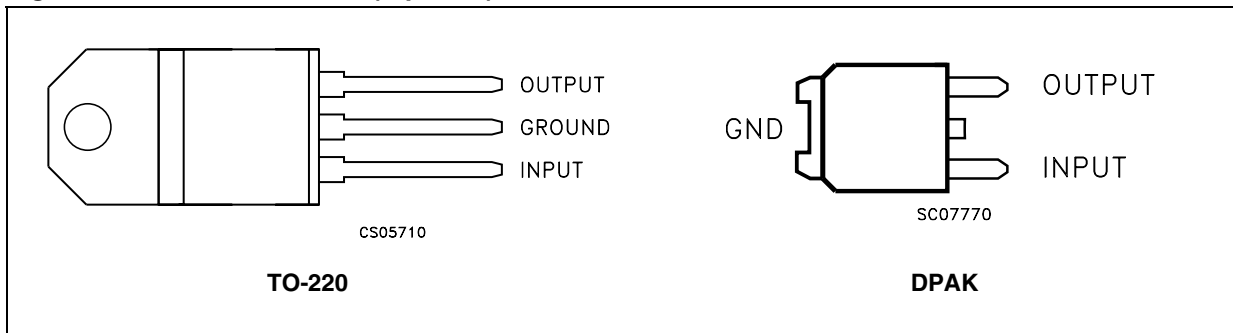 OUTPUT
GROUND
INPUT
CS05710
TO-220
GND
OUTPUT
INPUT
SC07770
DPAK